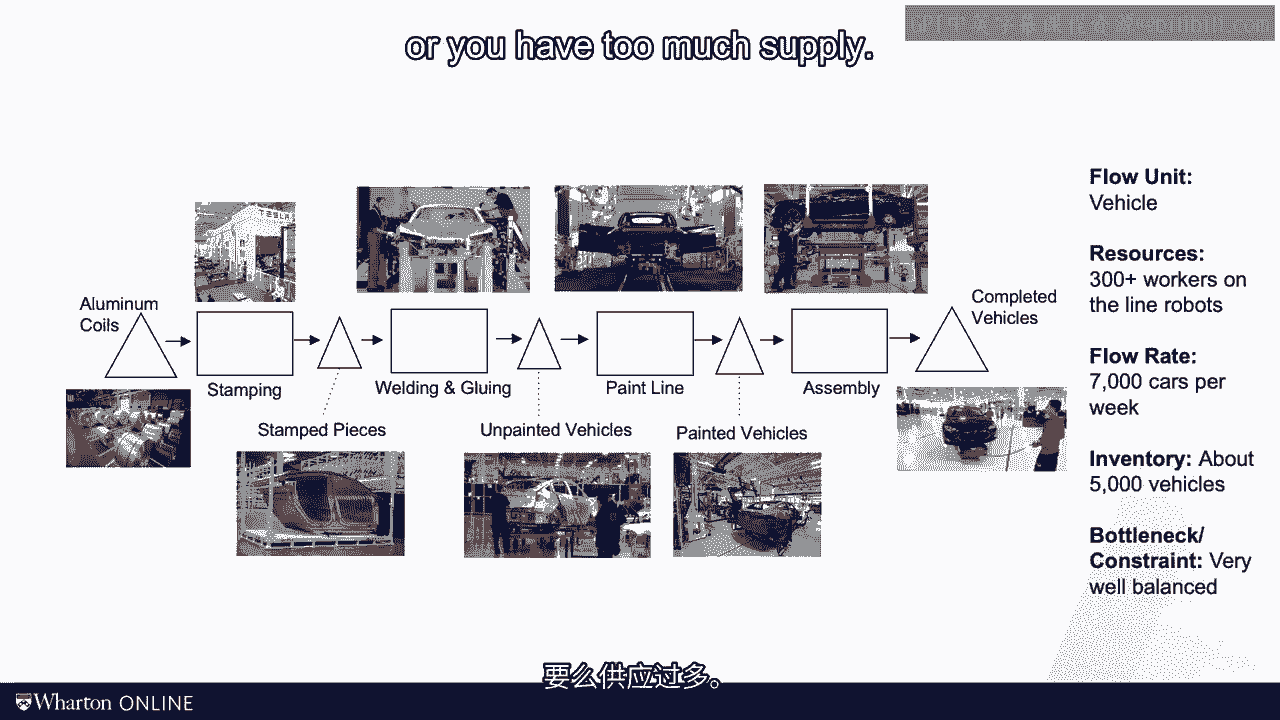 or you have too much supply.
Aluminum
Coils
Stamping
Welding & Gluing
Paint Line
Assembly
Completed
Vehicles
Stamped Pieces
Unpainted Vehicles
Painted Vehicles
Flow Unit:
Vehicle
Resources:
300+ workers on
the line robots
Flow Rate:
7,000 cars per
week
Inventory: About
5,000 vehicles
Bottleneck/
Constraint: Very
well balanced
要么供应过多。
Wharton ONLINE